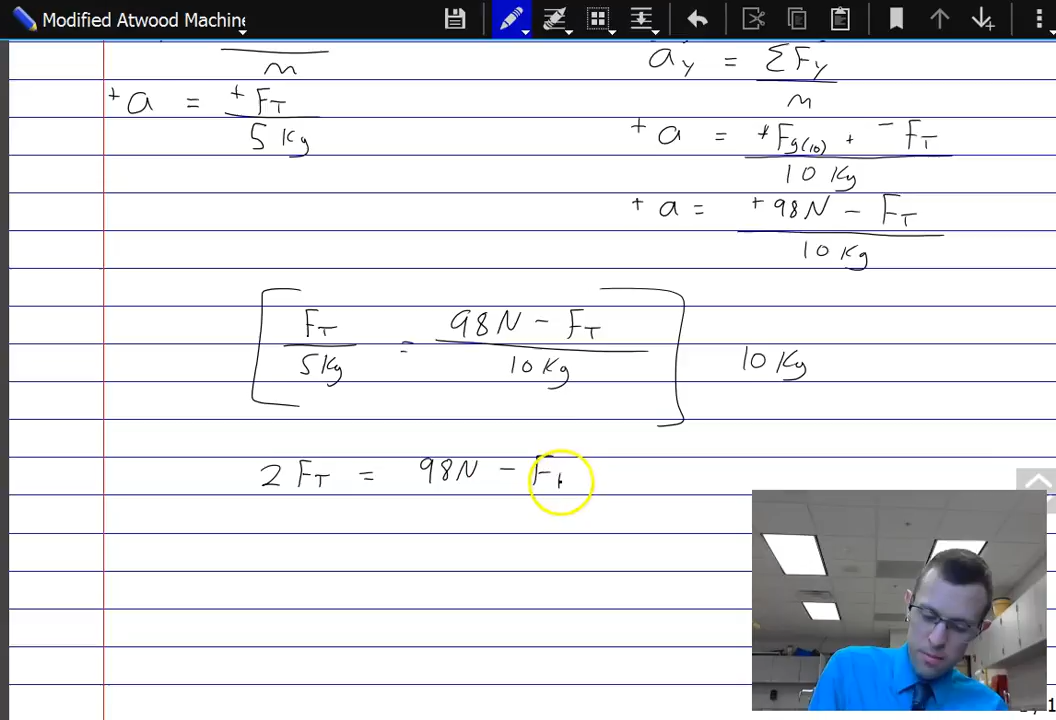 Modified Atwood Machine
m
+a = +F_T / 5 Kg
a_y = ΣF_y / m
+a = +F_g(10) + -F_T / 10 Kg
+a = +98N - F_T / 10 Kg
[ F_T / 5Kg = 98N - F_T / 10 Kg ] 10 Kg
2 F_T = 98N - F_T